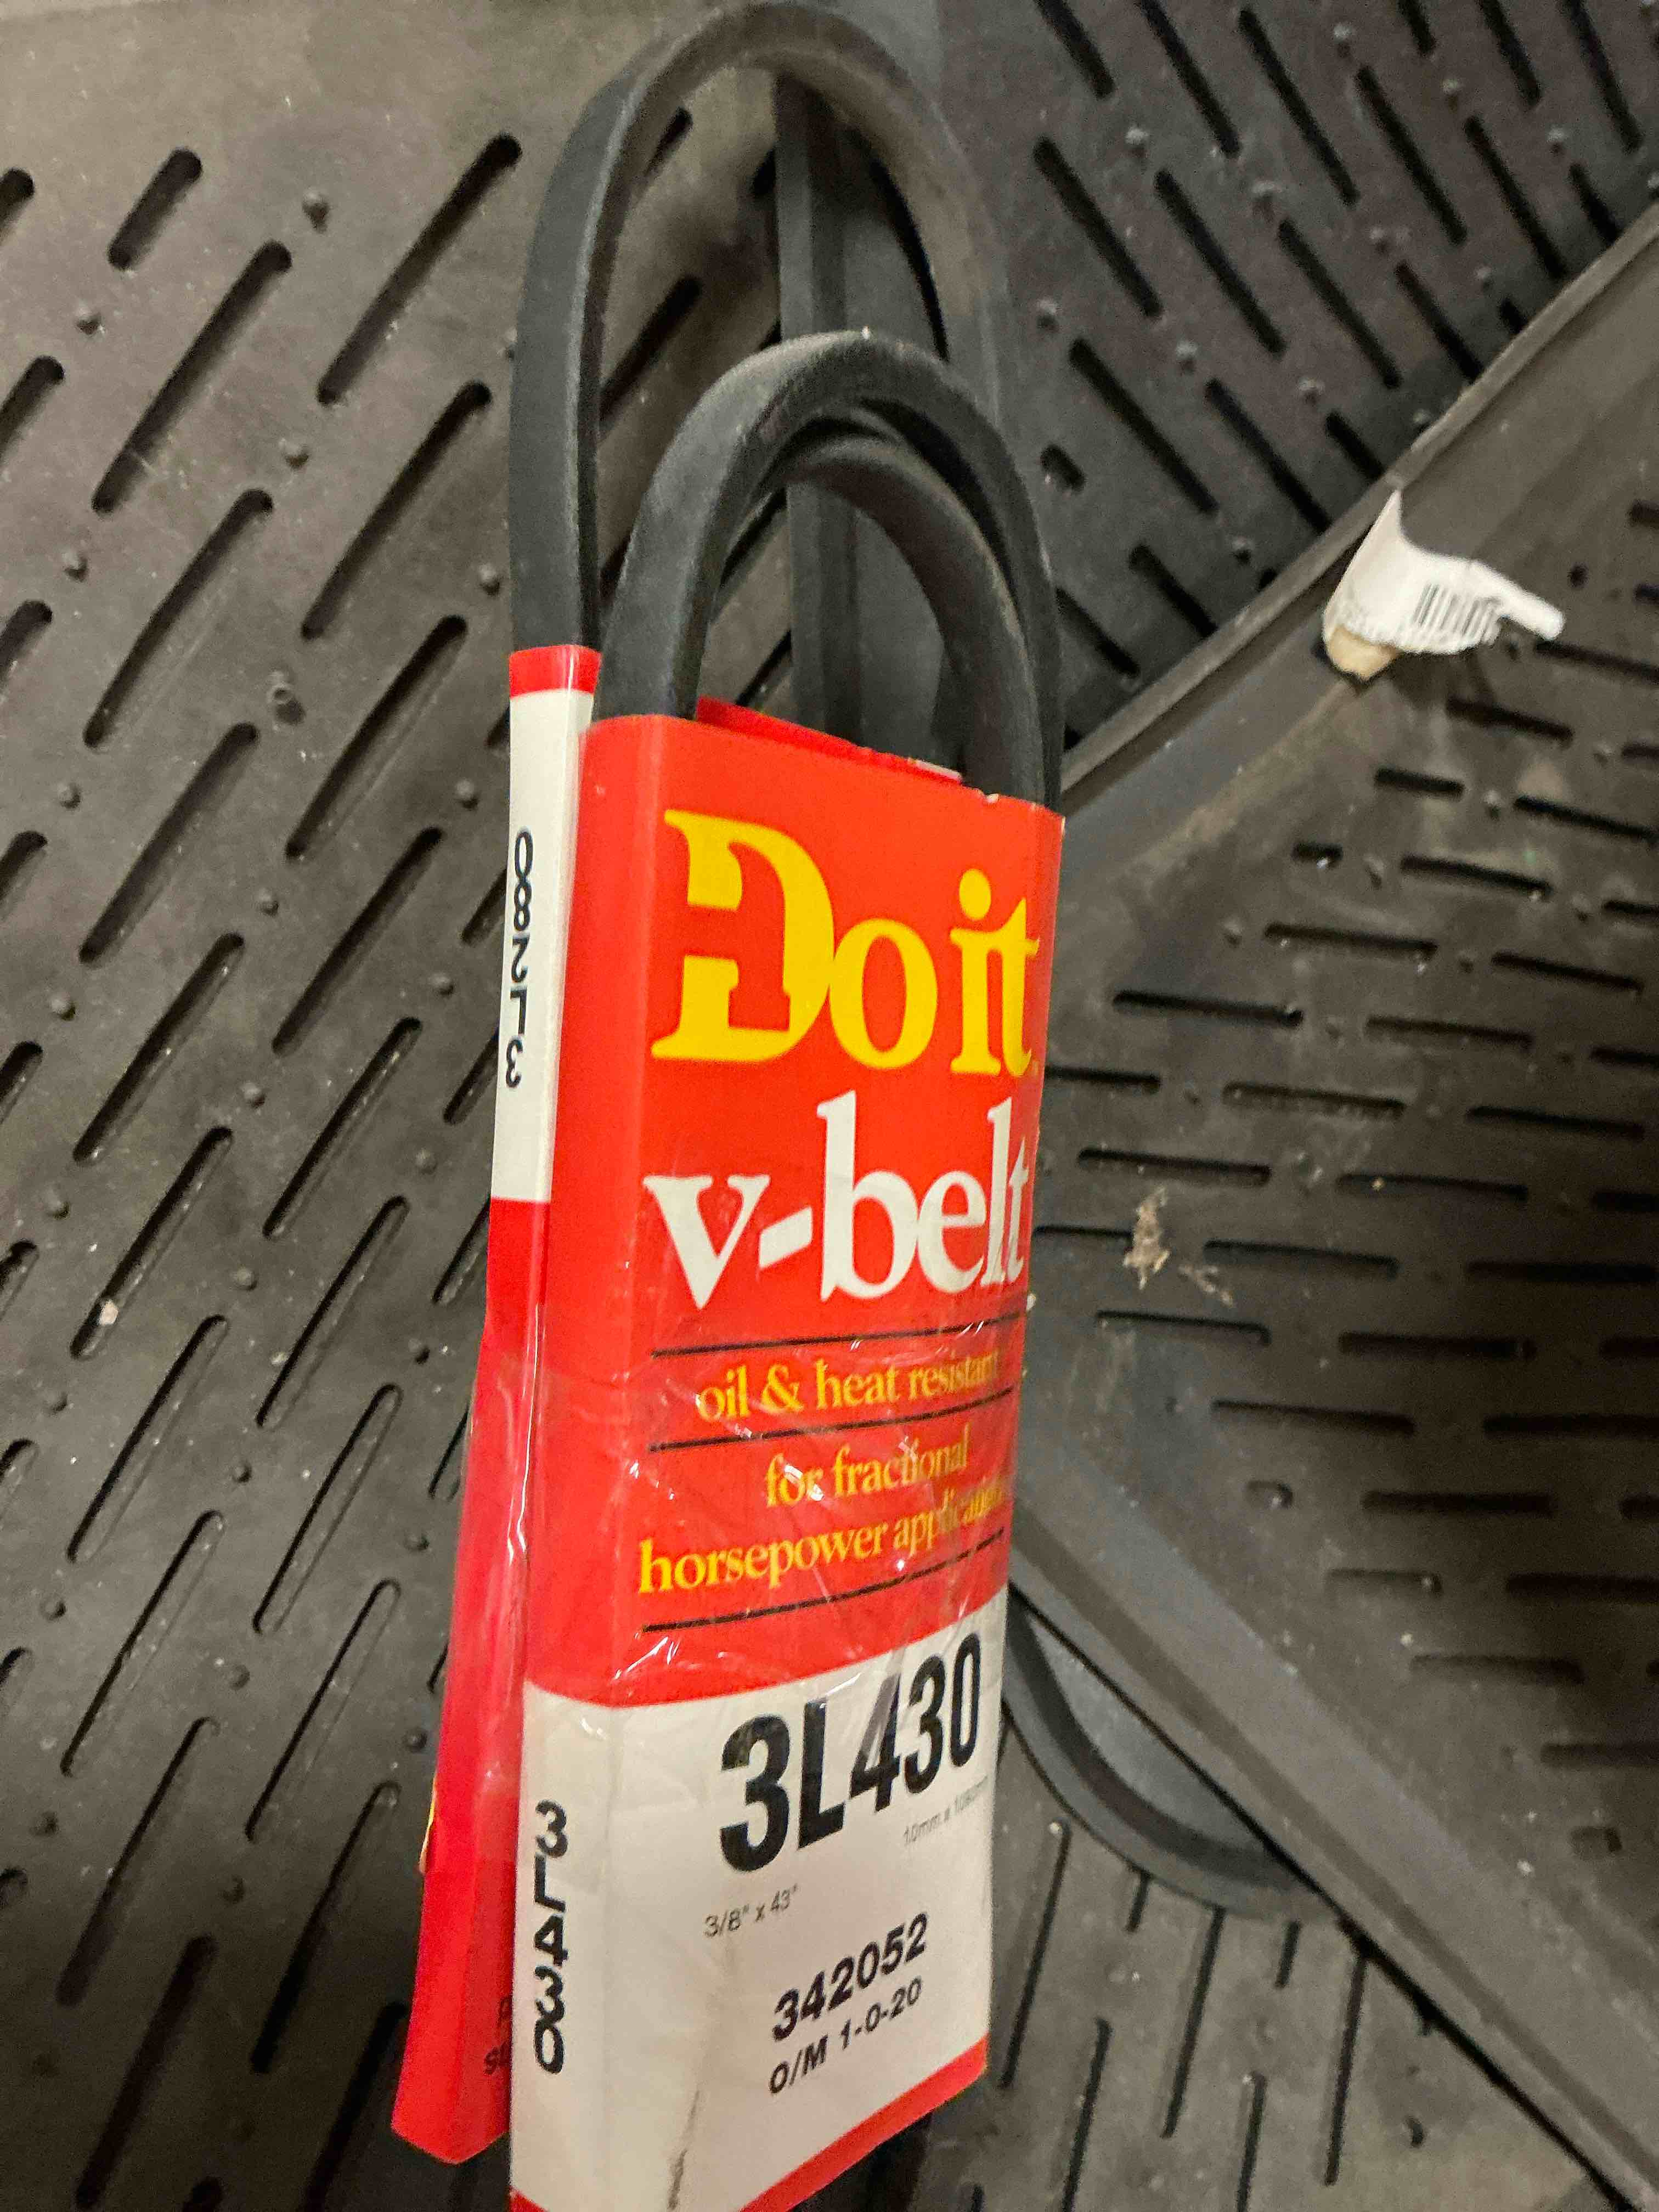 3L280
Do it
v-belt
oil & heat resistant
for fractional
horsepower
3L430
10mm x
3/8" x 43"
342052
O/M 1-0-20
3L430